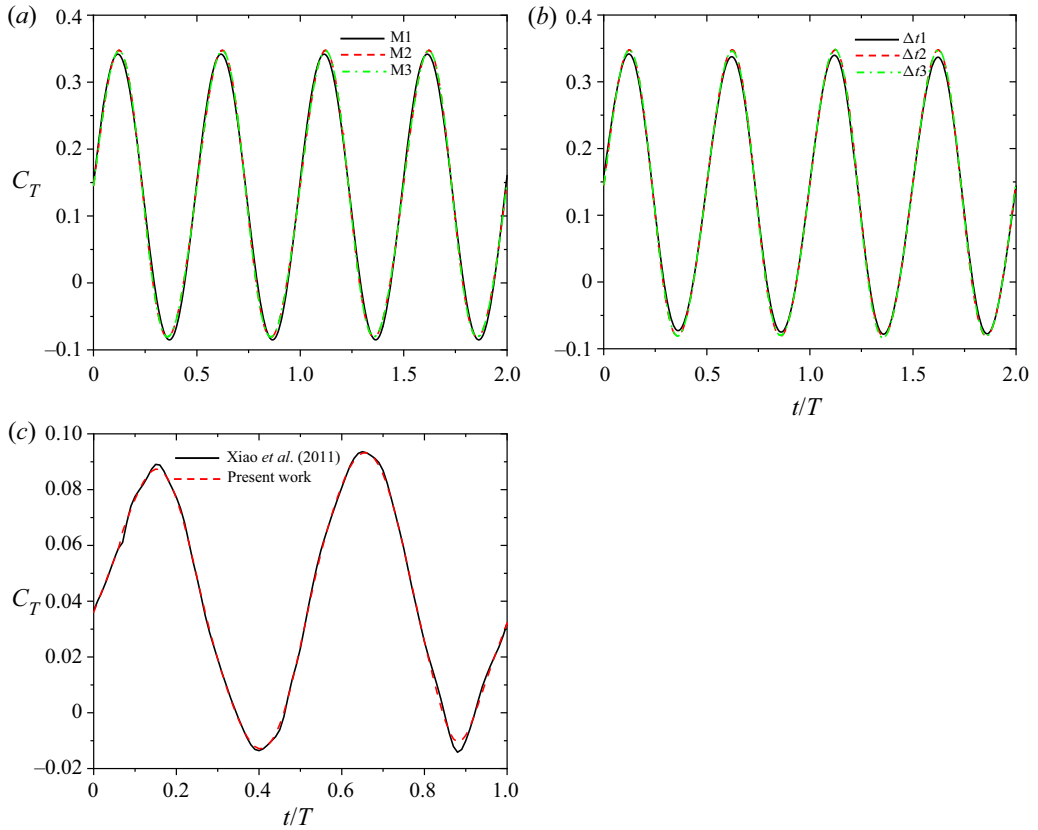 (a)
M1
M2
M3
0.4
0.3
0.2
0.1
0
–0.1
C_T
0 0.5 1.0 1.5 2.0
(b)
Δt1
Δt2
Δt3
0.4
0.3
0.2
0.1
0
–0.1
0 0.5 1.0 1.5 2.0
t/T
(c)
Xiao et al. (2011)
Present work
0.10
0.08
0.06
0.04
0.02
0
–0.02
C_T
0 0.2 0.4 0.6 0.8 1.0
t/T